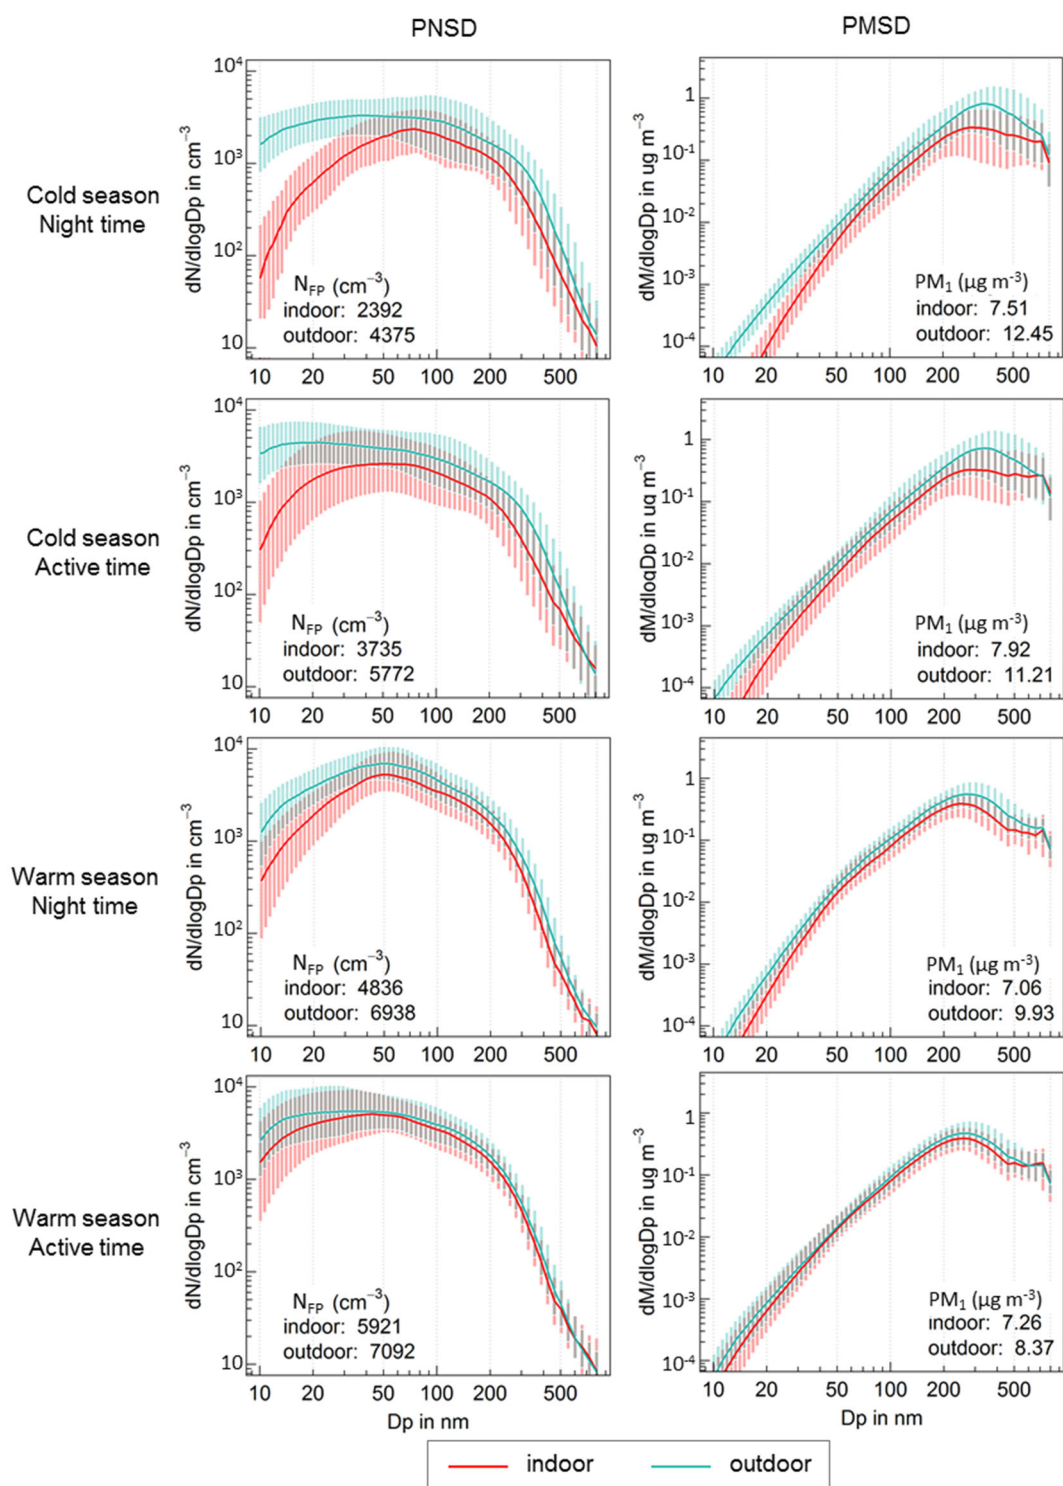 PNSD
PMSD
Cold season
Night time
dN/dlogDp in cm⁻³
10⁴
10³
10²
10
N_FP (cm⁻³)
indoor: 2392
outdoor: 4375
10 20 50 100 200 500
dM/dlogDp in ug m⁻³
1
10⁻¹
10⁻²
10⁻³
10⁻⁴
PM₁ (µg m⁻³)
indoor: 7.51
outdoor: 12.45
10 20 50 100 200 500
Cold season
Active time
dN/dlogDp in cm⁻³
10⁴
10³
10²
10
N_FP (cm⁻³)
indoor: 3735
outdoor: 5772
10 20 50 100 200 500
dM/dlogDp in ug m⁻³
1
10⁻¹
10⁻²
10⁻³
10⁻⁴
PM₁ (µg m⁻³)
indoor: 7.92
outdoor: 11.21
10 20 50 100 200 500
Warm season
Night time
dN/dlogDp in cm⁻³
10⁴
10³
10²
10
N_FP (cm⁻³)
indoor: 4836
outdoor: 6938
10 20 50 100 200 500
dM/dlogDp in ug m⁻³
1
10⁻¹
10⁻²
10⁻³
10⁻⁴
PM₁ (µg m⁻³)
indoor: 7.06
outdoor: 9.93
10 20 50 100 200 500
Warm season
Active time
dN/dlogDp in cm⁻³
10⁴
10³
10²
10
N_FP (cm⁻³)
indoor: 5921
outdoor: 7092
10 20 50 100 200 500
Dp in nm
dM/dlogDp in ug m⁻³
1
10⁻¹
10⁻²
10⁻³
10⁻⁴
PM₁ (µg m⁻³)
indoor: 7.26
outdoor: 8.37
10 20 50 100 200 500
Dp in nm
indoor outdoor